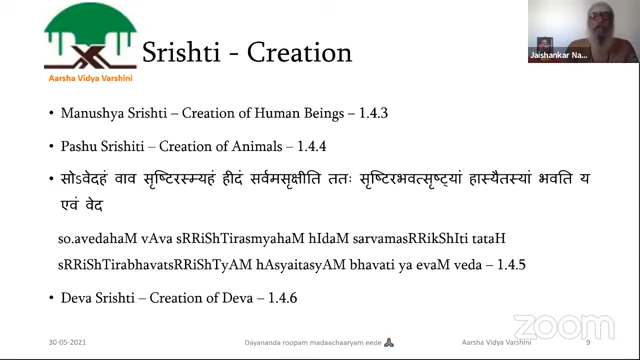 Jaishankar Na...
Srishti - Creation
Aarsha Vidya Varshini
• Manushya Srishti – Creation of Human Beings – 1.4.3
• Pashu Srishiti – Creation of Animals – 1.4.4
• सोऽवेदहं वाव सृष्टिरस्म्यहं हीदं सर्वमसृक्षीति ततः सृष्टिरभवत्सृष्ट्यां हास्यैतस्यां भवति य
एवं वेद
so.avedahaM vAva sRRiShTirasmyahaM hIdaM sarvamasRRikShIti tataH
sRRiShTirabhavatsRRiShTyAM hAsyaitasyAM bhavati ya evaM veda – 1.4.5
• Deva Srishti – Creation of Deva – 1.4.6
zoom
30-05-2021 Dayananda roopam madaachaaryam eede 🙏 Aarsha Vidya Varshini 9